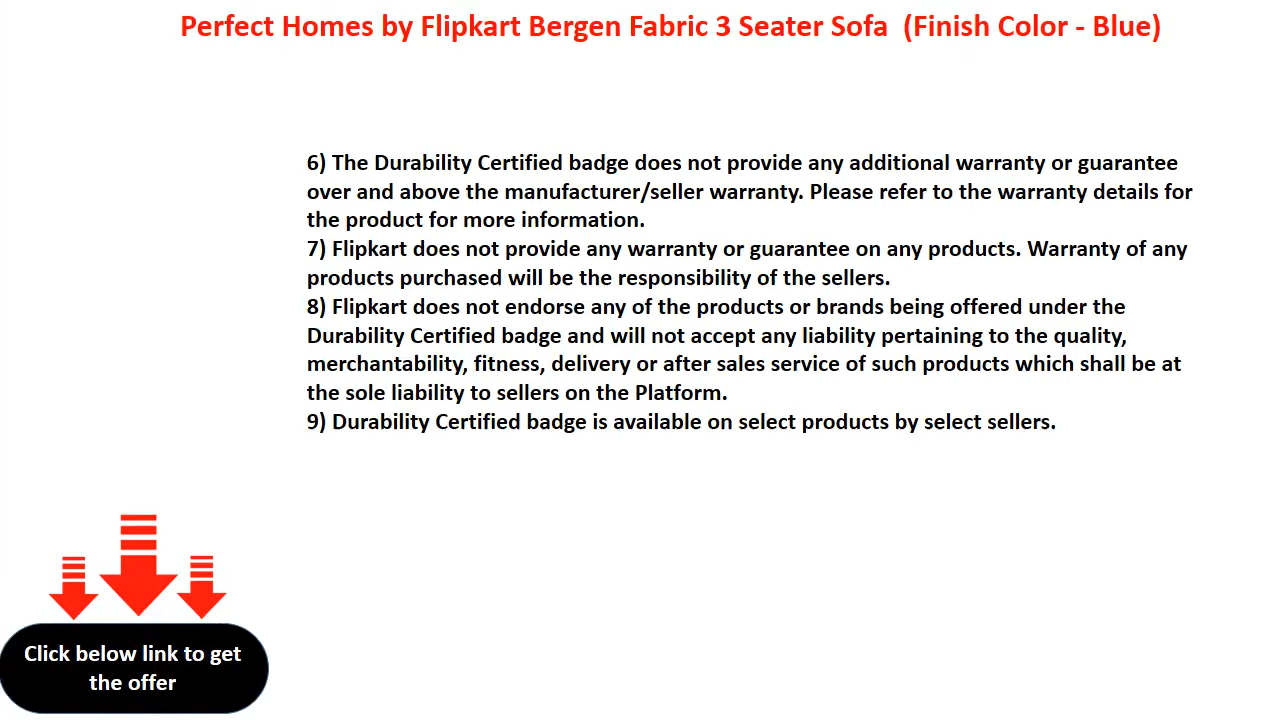 Perfect Homes by Flipkart Bergen Fabric 3 Seater Sofa  (Finish Color - Blue)
6) The Durability Certified badge does not provide any additional warranty or guarantee
over and above the manufacturer/seller warranty. Please refer to the warranty details for
the product for more information.
7) Flipkart does not provide any warranty or guarantee on any products. Warranty of any
products purchased will be the responsibility of the sellers.
8) Flipkart does not endorse any of the products or brands being offered under the
Durability Certified badge and will not accept any liability pertaining to the quality,
merchantability, fitness, delivery or after sales service of such products which shall be at
the sole liability to sellers on the Platform.
9) Durability Certified badge is available on select products by select sellers.
Click below link to get
the offer